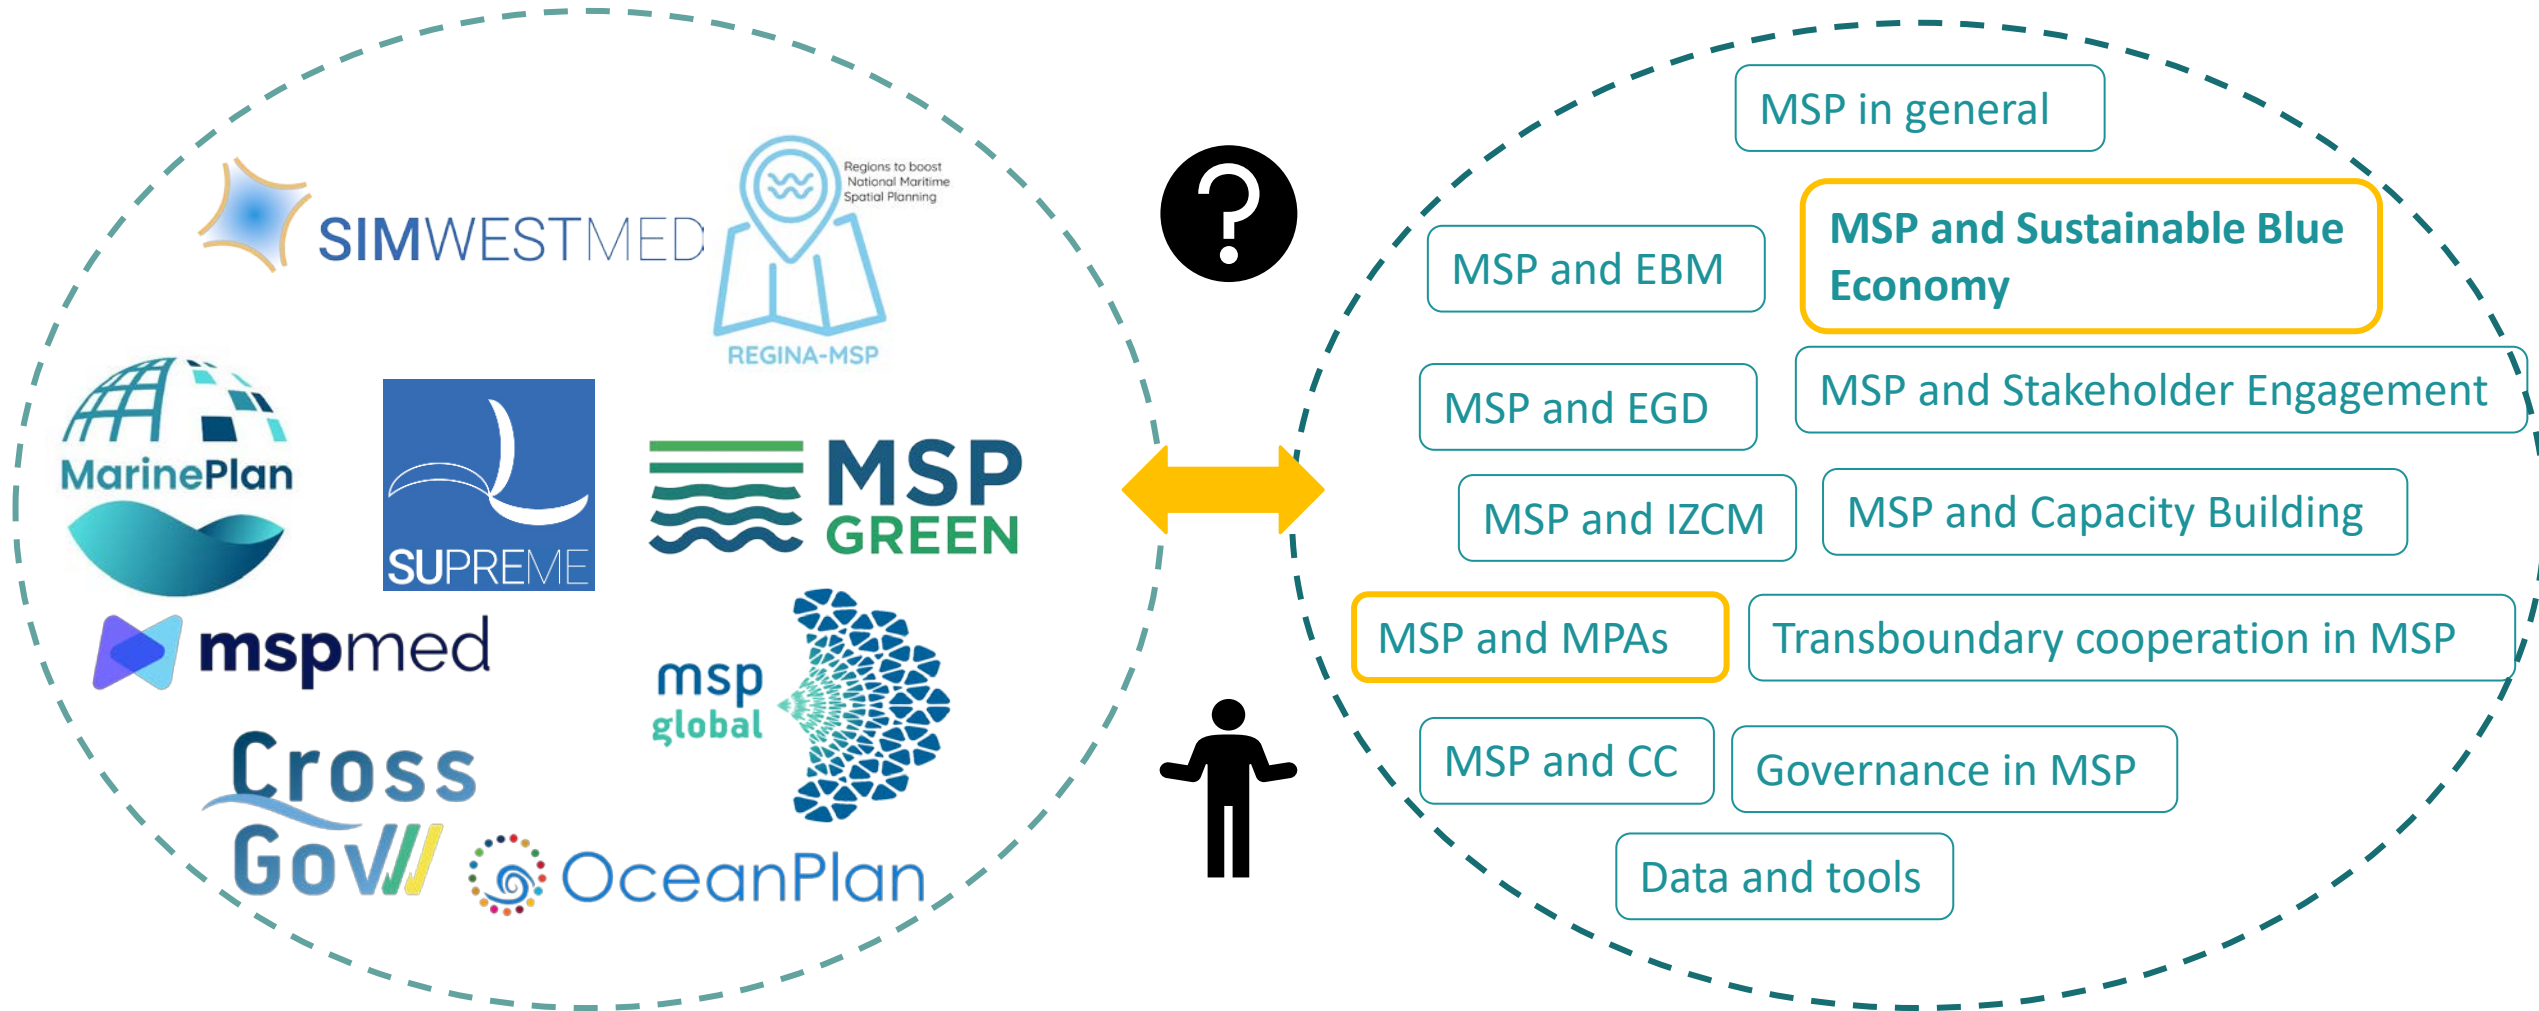 SIMWESTMED
Regions to boost
National Maritime
Spatial Planning
REGINA-MSP
MarinePlan
SUPREME
MSP
GREEN
mspmed
msp
global
Cross
Gov
OceanPlan
?
MSP in general
MSP and Sustainable Blue
Economy
MSP and EBM
MSP and EGD
MSP and Stakeholder Engagement
MSP and IZCM
MSP and Capacity Building
MSP and MPAs
Transboundary cooperation in MSP
MSP and CC
Governance in MSP
Data and tools